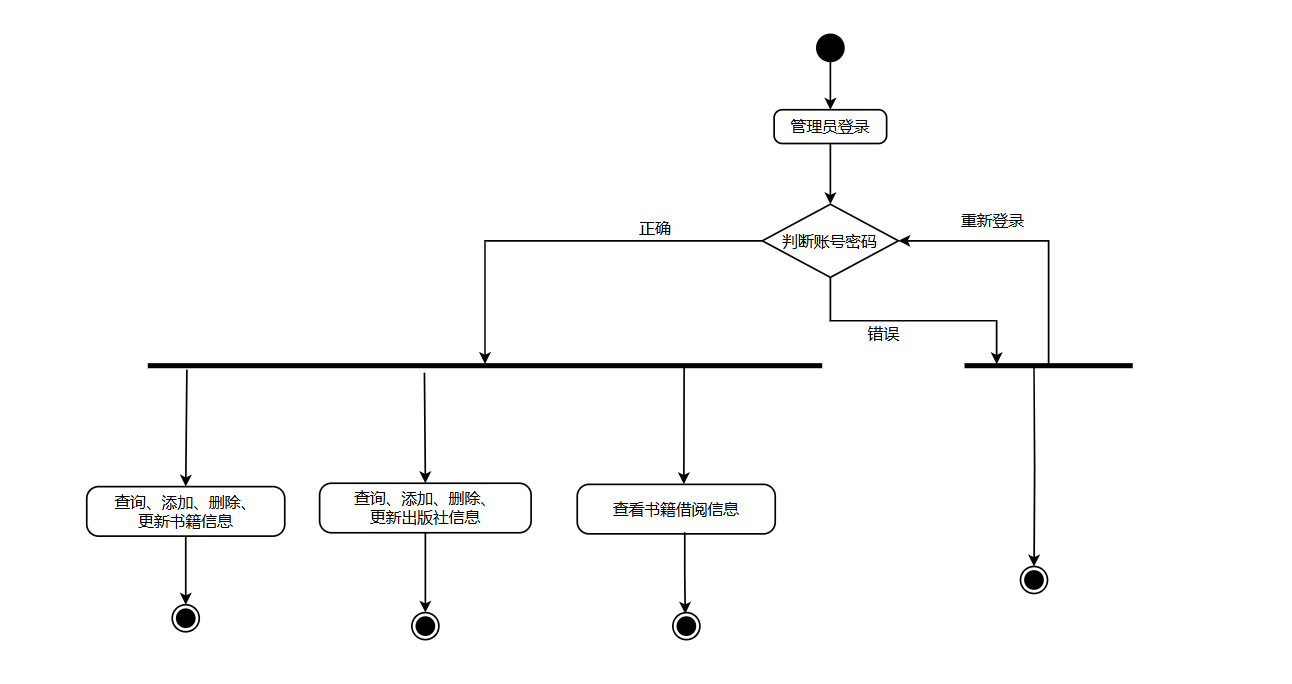 管理员登录
重新登录
正确
判断账号密码
错误
查询、添加、删除、
更新书籍信息
查询、添加、删除、
更新出版社信息
查看书籍借阅信息